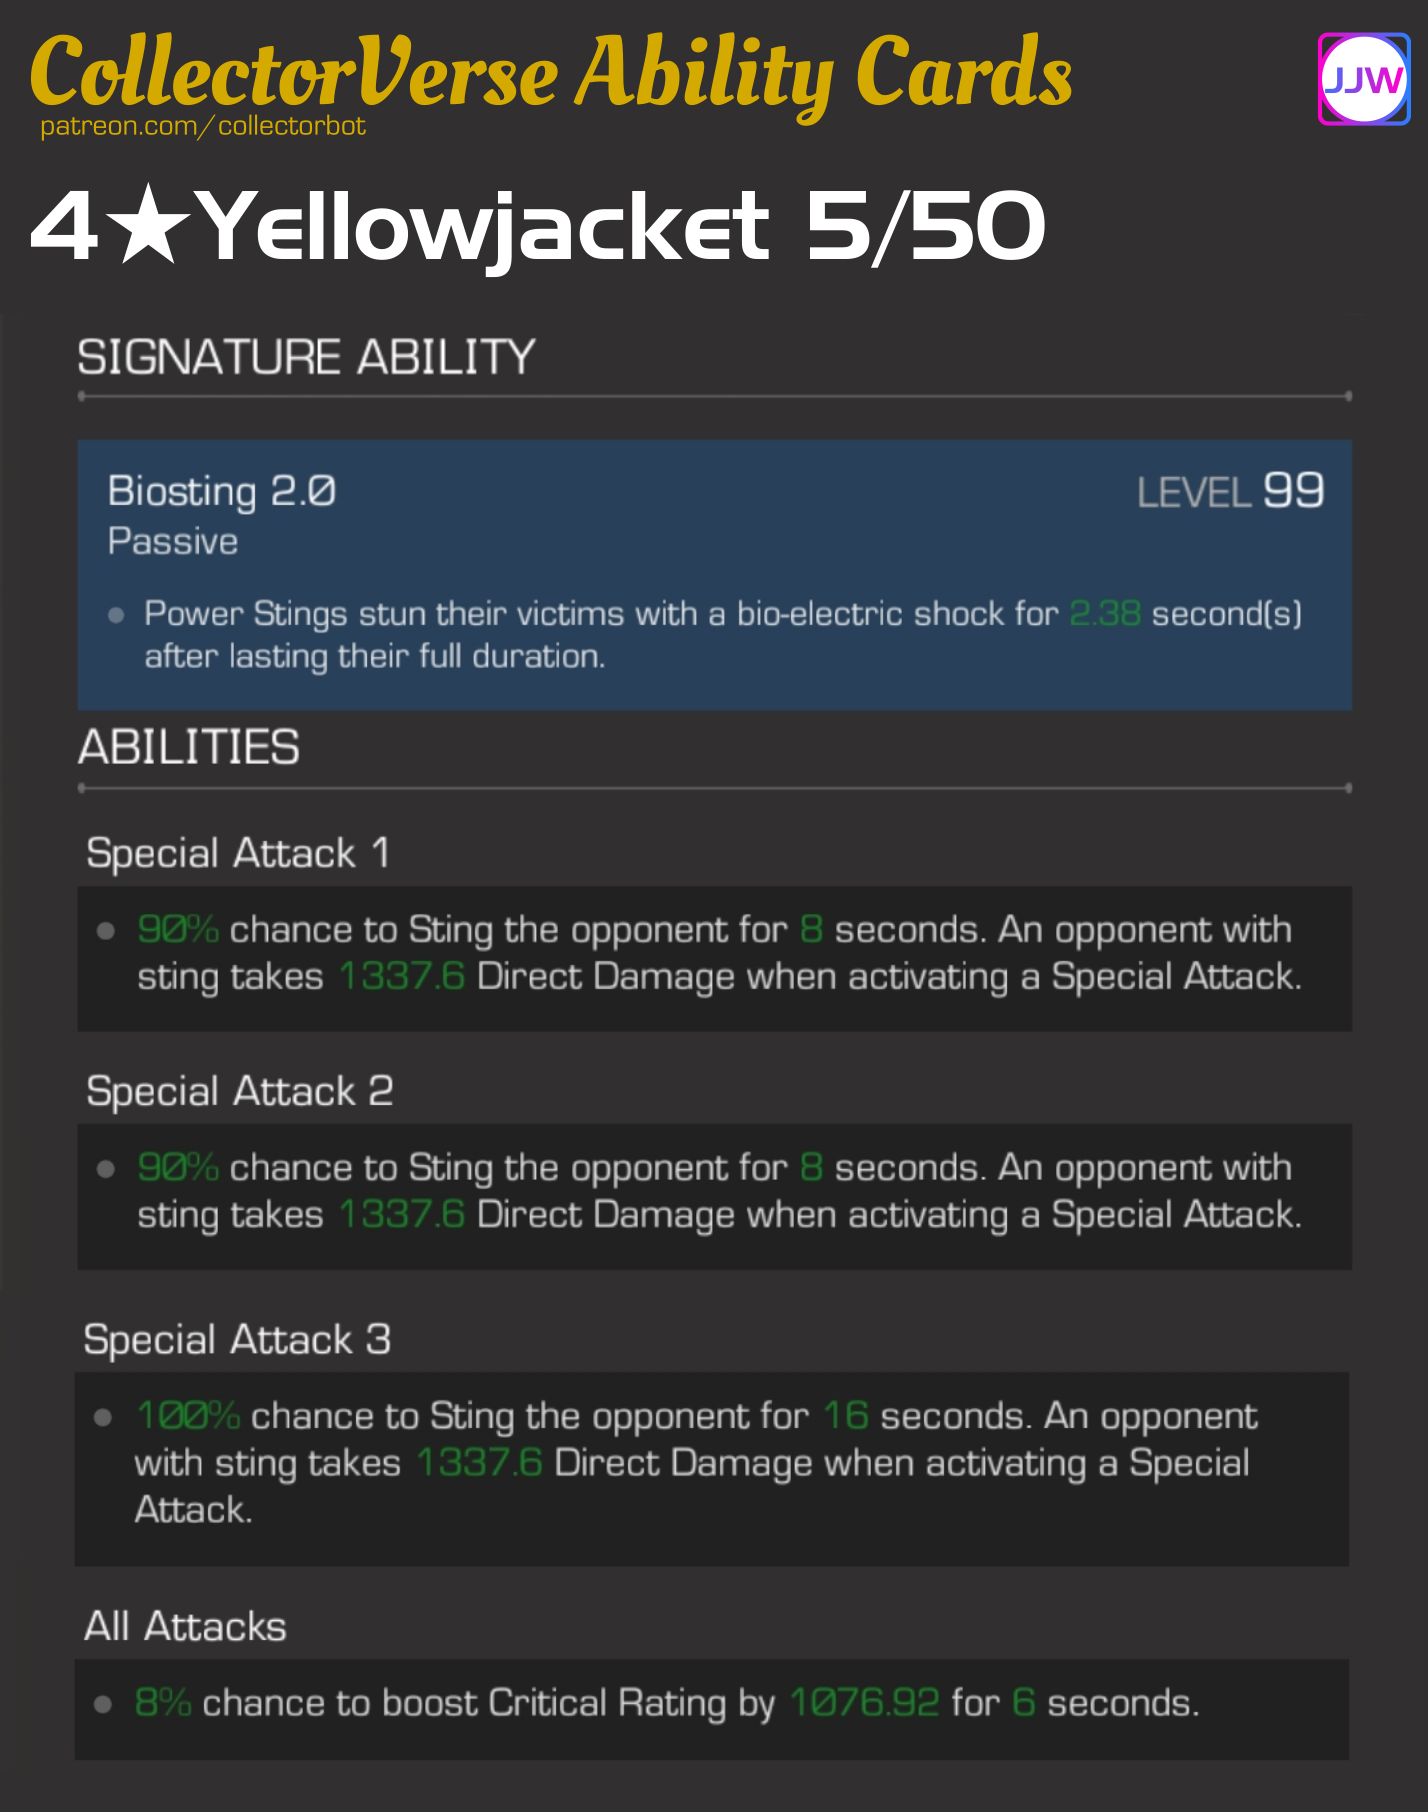 CollectorVerse Ability Cards
patreon.com/collectorbot
JJW
4★Yellowjacket 5/50
SIGNATURE ABILITY
Biosting 2.0
LEVEL 99
Passive
Power Stings stun their victims with a bio-electric shock for 2.38 second(s)
after lasting their full duration.
ABILITIES
Special Attack 1
90% chance to Sting the opponent for 8 seconds. An opponent with
sting takes 1337.6 Direct Damage when activating a Special Attack.
Special Attack 2
90% chance to Sting the opponent for 8 seconds. An opponent with
sting takes 1337.6 Direct Damage when activating a Special Attack.
Special Attack 3
100% chance to Sting the opponent for 16 seconds. An opponent
with sting takes 1337.6 Direct Damage when activating a Special
Attack.
All Attacks
8% chance to boost Critical Rating by 1076.92 for 6 seconds.